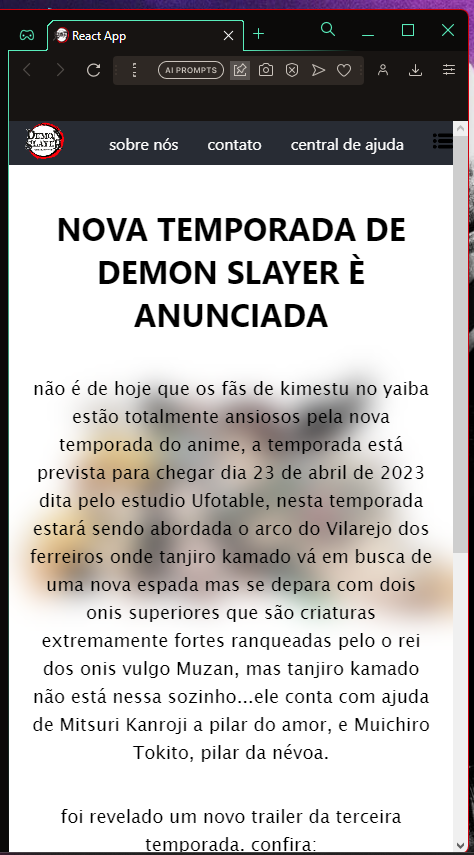 React App
AI PROMPTS
DEMON
SLAYER
sobre nós
contato
central de ajuda
NOVA TEMPORADA DE
DEMON SLAYER È
ANUNCIADA
não é de hoje que os fãs de kimestu no yaiba
estão totalmente ansiosos pela nova
temporada do anime, a temporada está
prevista para chegar dia 23 de abril de 2023
dita pelo estudio Ufotable, nesta temporada
estará sendo abordada o arco do Vilarejo dos
ferreiros onde tanjiro kamado vá em busca de
uma nova espada mas se depara com dois
onis superiores que são criaturas
extremamente fortes ranqueadas pelo o rei
dos onis vulgo Muzan, mas tanjiro kamado
não está nessa sozinho...ele conta com ajuda
de Mitsuri Kanroji a pilar do amor, e Muichiro
Tokito, pilar da névoa.
foi revelado um novo trailer da terceira
temporada. confira: